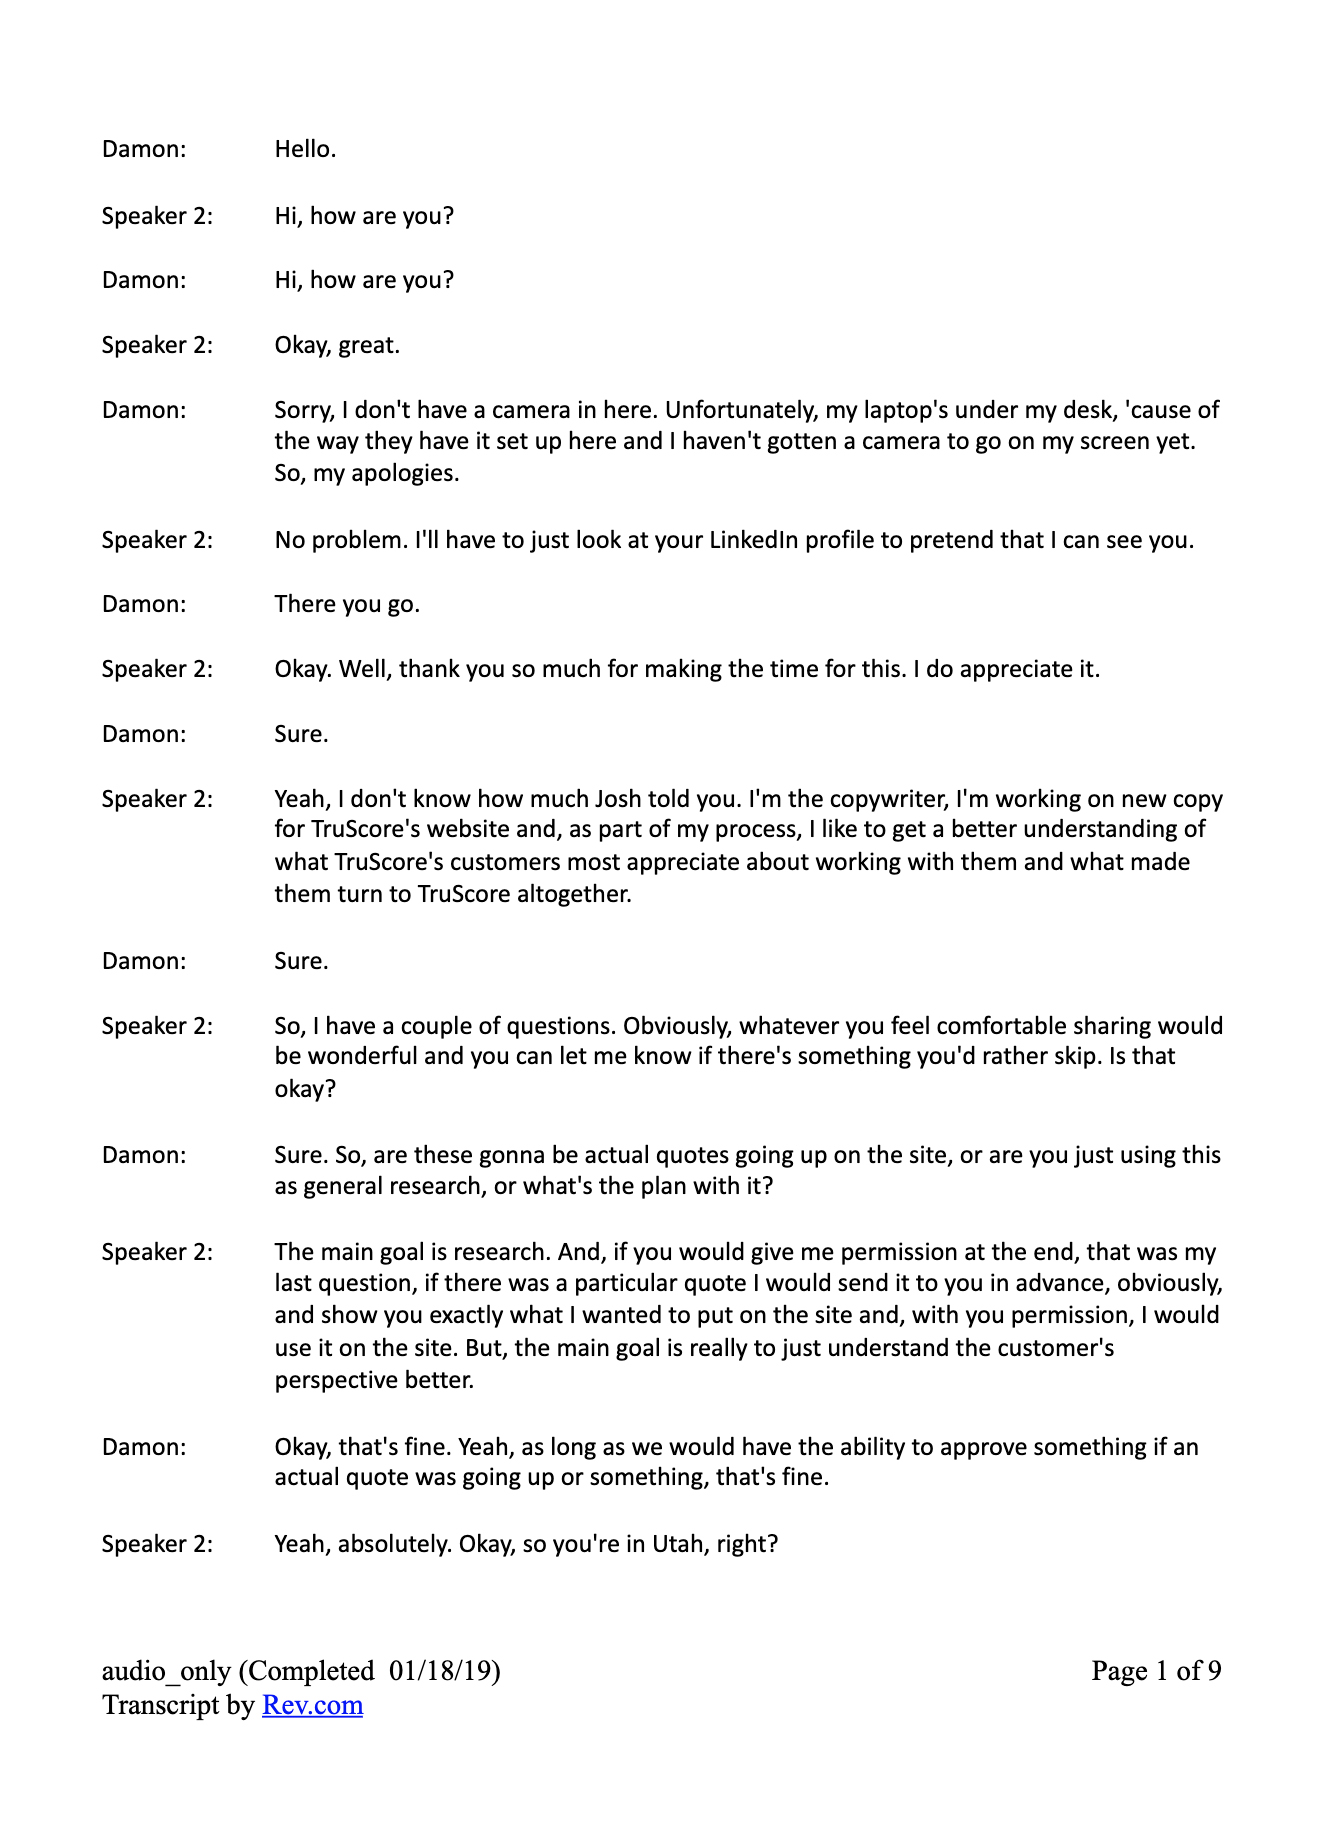 Damon: Hello.
Speaker 2: Hi, how are you?
Damon: Hi, how are you?
Speaker 2: Okay, great.
Damon: Sorry, I don't have a camera in here. Unfortunately, my laptop's under my desk, 'cause of
the way they have it set up here and I haven't gotten a camera to go on my screen yet.
So, my apologies.
Speaker 2: No problem. I'll have to just look at your LinkedIn profile to pretend that I can see you.
Damon: There you go.
Speaker 2: Okay. Well, thank you so much for making the time for this. I do appreciate it.
Damon: Sure.
Speaker 2: Yeah, I don't know how much Josh told you. I'm the copywriter, I'm working on new copy
for TruScore's website and, as part of my process, I like to get a better understanding of
what TruScore's customers most appreciate about working with them and what made
them turn to TruScore altogether.
Damon: Sure.
Speaker 2: So, I have a couple of questions. Obviously, whatever you feel comfortable sharing would
be wonderful and you can let me know if there's something you'd rather skip. Is that
okay?
Damon: Sure. So, are these gonna be actual quotes going up on the site, or are you just using this
as general research, or what's the plan with it?
Speaker 2: The main goal is research. And, if you would give me permission at the end, that was my
last question, if there was a particular quote I would send it to you in advance, obviously,
and show you exactly what I wanted to put on the site and, with you permission, I would
use it on the site. But, the main goal is really to just understand the customer's
perspective better.
Damon: Okay, that's fine. Yeah, as long as we would have the ability to approve something if an
actual quote was going up or something, that's fine.
Speaker 2: Yeah, absolutely. Okay, so you're in Utah, right?
audio_only (Completed 01/18/19) Page 1 of 9
Transcript by Rev.com